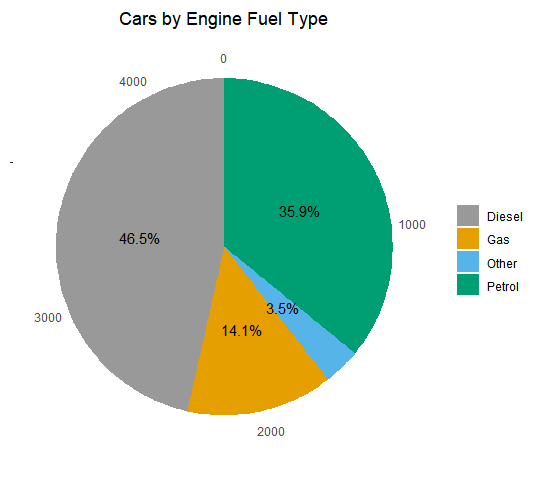 Cars by Engine Fuel Type
0
4000
-
35.9%
1000
46.5%
3.5%
14.1%
3000
2000
Diesel
Gas
Other
Petrol